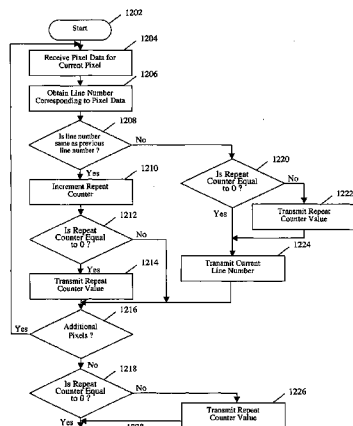 1202
Start
1204
Receive Pixel Data for
Current Pixel
1206
Obtain Line Number
Corresponding to Pixel Data
1208
Is line number
same as previous
line number ?
No
Yes
1210
Increment Repeat
Counter
1220
Is Repeat
Counter Equal
to 0 ?
No
Yes
1222
Transmit Repeat
Counter Value
1212
Is Repeat
Counter Equal
to 0 ?
No
Yes
1224
Transmit Current
Line Number
1214
Transmit Repeat
Counter Value
1216
Additional
Pixels ?
Yes
No
1218
Is Repeat
Counter Equal
to 0 ?
No
Yes
1226
Transmit Repeat
Counter Value